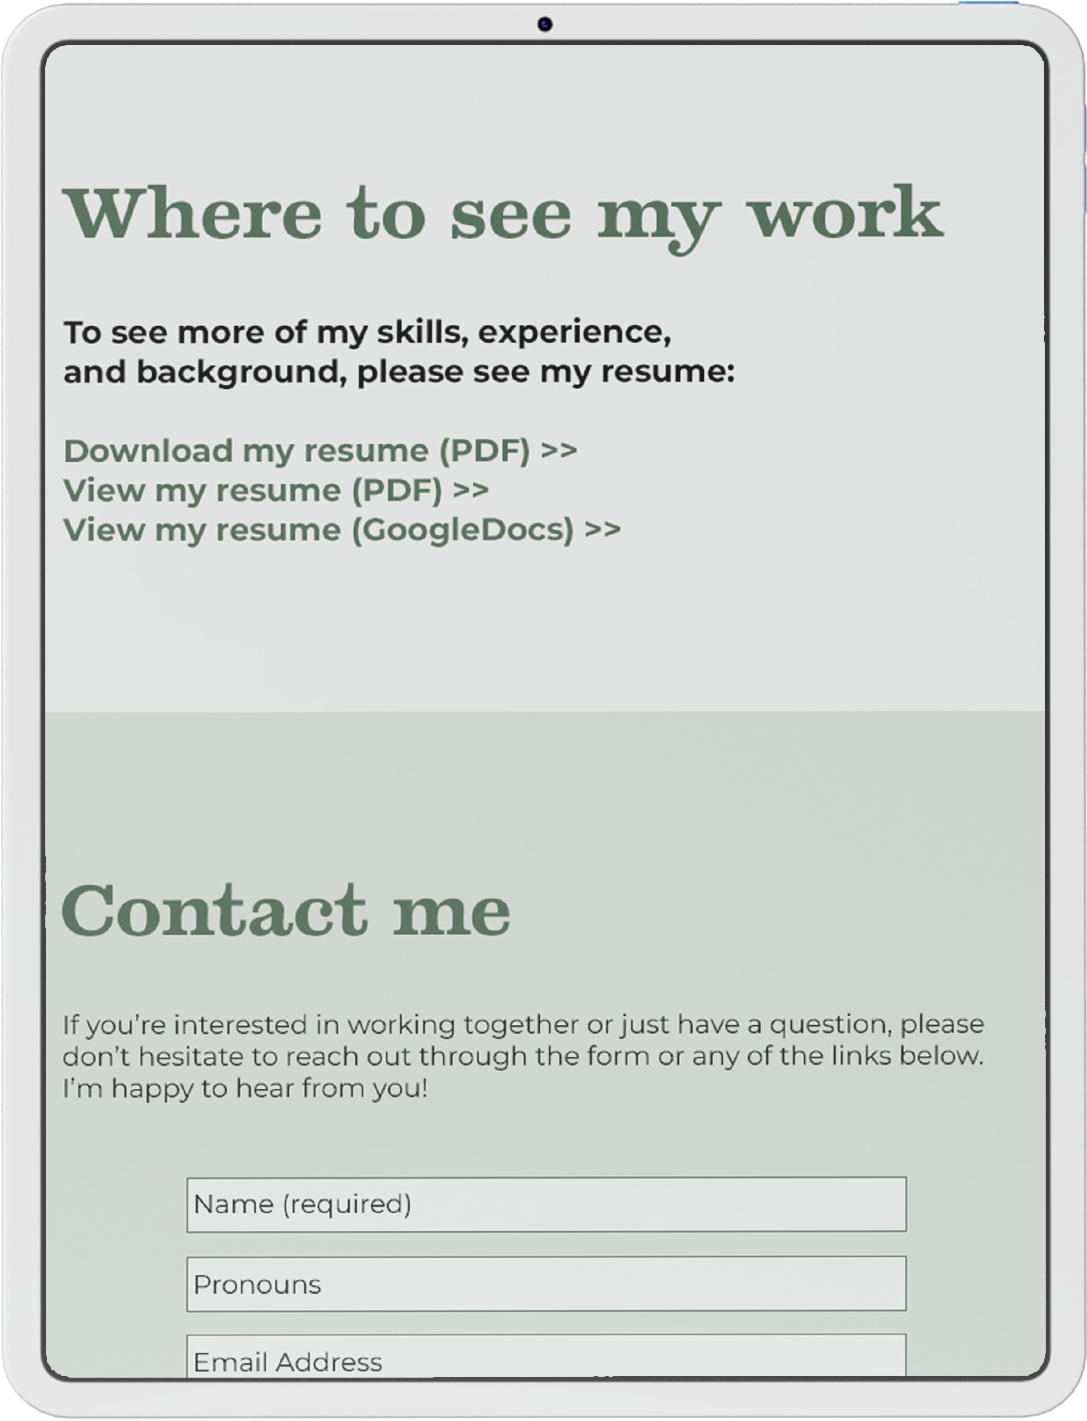 Where to see my work
To see more of my skills, experience,
and background, please see my resume:
Download my resume (PDF) >>
View my resume (PDF) >>
View my resume (GoogleDocs) >>
Contact me
If you’re interested in working together or just have a question, please
don’t hesitate to reach out through the form or any of the links below.
I’m happy to hear from you!
Name (required)
Pronouns
Email Address